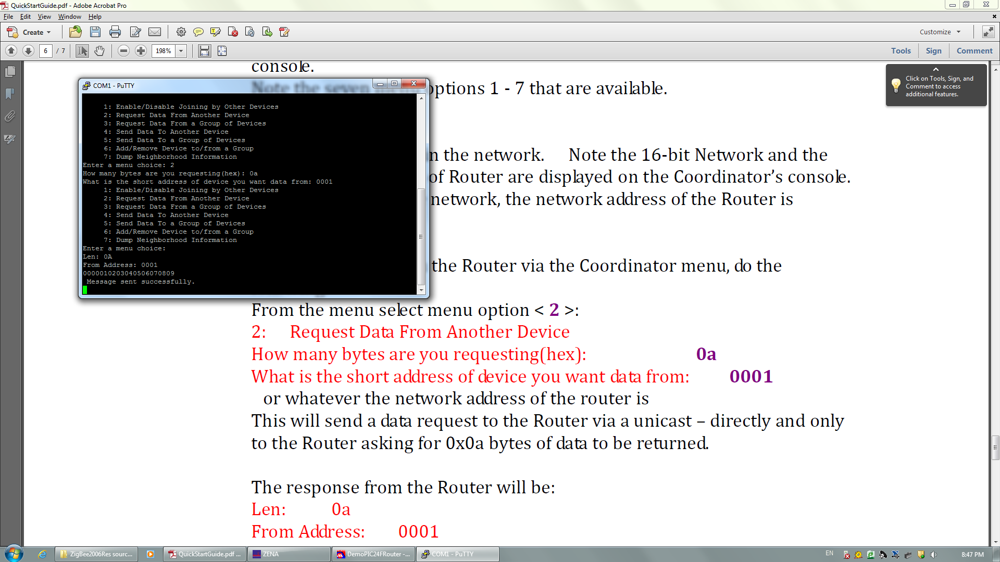 QuickStartGuide.pdf - Adobe Acrobat Pro
File Edit View Window Help
Create
Customize
6 / 7
198%
Tools Sign Comment
console.
Click on Tools, Sign, and
Comment to access
additional features.
Note the seven menu options 1 - 7 that are available.
COM1 - PuTTY
1: Enable/Disable Joining by Other Devices
2: Request Data From Another Device
3: Request Data From a Group of Devices
4: Send Data To Another Device
5: Send Data To a Group of Devices
6: Add/Remove Device to/from a Group
7: Dump Neighborhood Information
Enter a menu choice: 2
How many bytes are you requesting(hex): 0a
What is the short address of device you want data from: 0001
1: Enable/Disable Joining by Other Devices
2: Request Data From Another Device
3: Request Data From a Group of Devices
4: Send Data To Another Device
5: Send Data To a Group of Devices
6: Add/Remove Device to/from a Group
7: Dump Neighborhood Information
Enter a menu choice:
Len: 0A
From Address: 0001
0000010203040506070809
Message sent successfully.
n the network. Note the 16-bit Network and the
of Router are displayed on the Coordinator’s console.
network, the network address of the Router is
the Router via the Coordinator menu, do the
From the menu select menu option < 2 >:
2: Request Data From Another Device
How many bytes are you requesting(hex): 0a
What is the short address of device you want data from: 0001
or whatever the network address of the router is
This will send a data request to the Router via a unicast – directly and only
to the Router asking for 0x0a bytes of data to be returned.
The response from the Router will be:
Len: 0a
From Address: 0001
ZigBee2006Res sourc...
QuickStartGuide.pdf ...
ZENA
DemoPIC24FRouter -...
COM1 - PuTTY
EN
8:47 PM